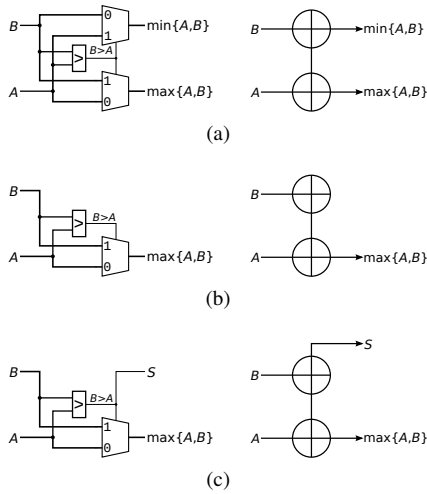 B 0 min{A,B} B min{A,B}
1
> B>A
1
A 0 max{A,B} A max{A,B}
(a)
B B
> B>A
1
A 0 max{A,B} A max{A,B}
(b)
S S
B B
> B>A
1
A 0 max{A,B} A max{A,B}
(c)